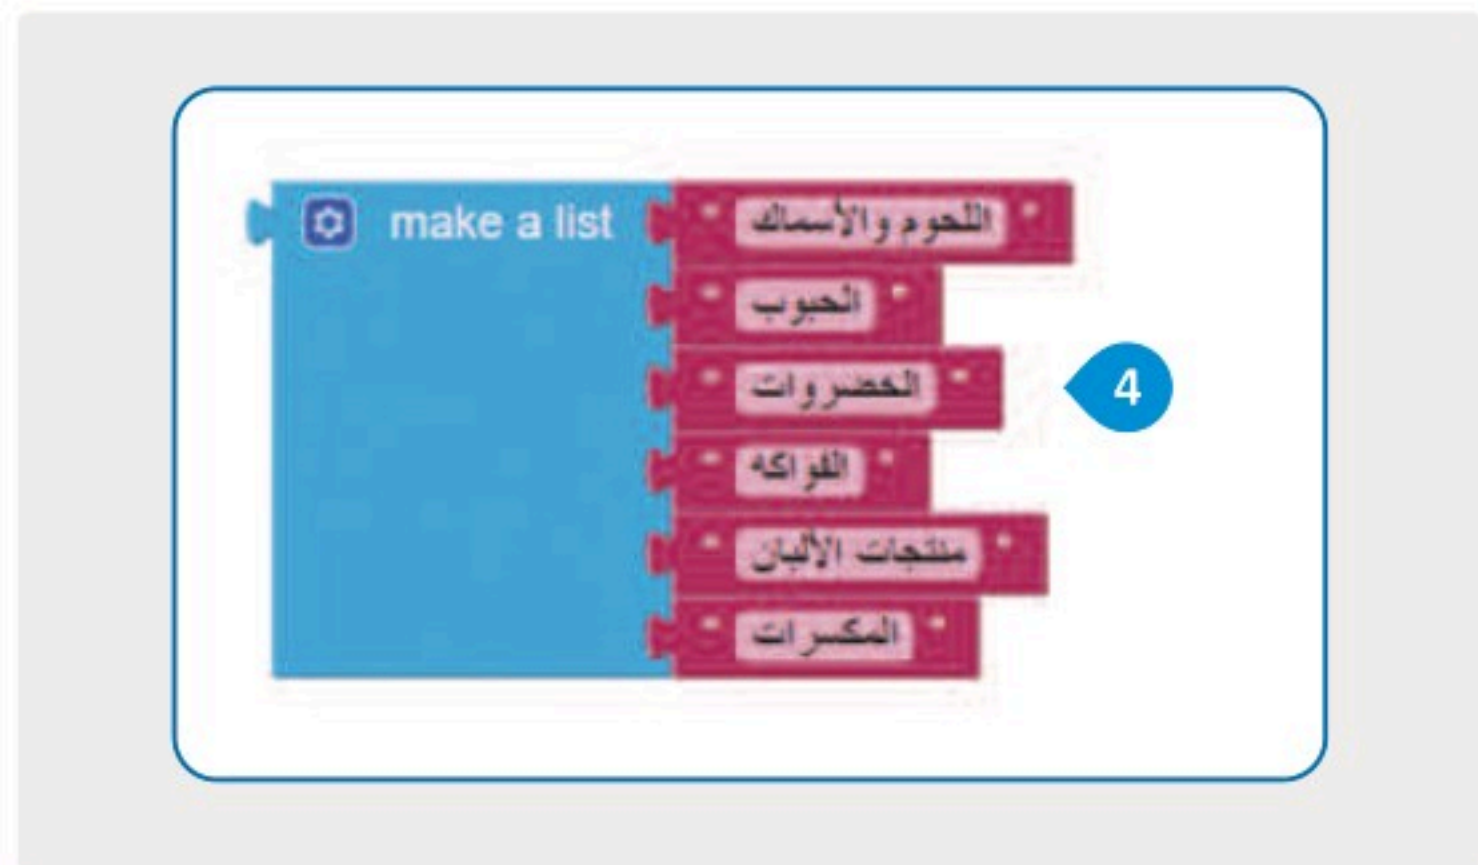 make a list
اللحوم والأسماك
الحبوب
الخضروات
4
الفواكه
منتجات الألبان
المكسرات